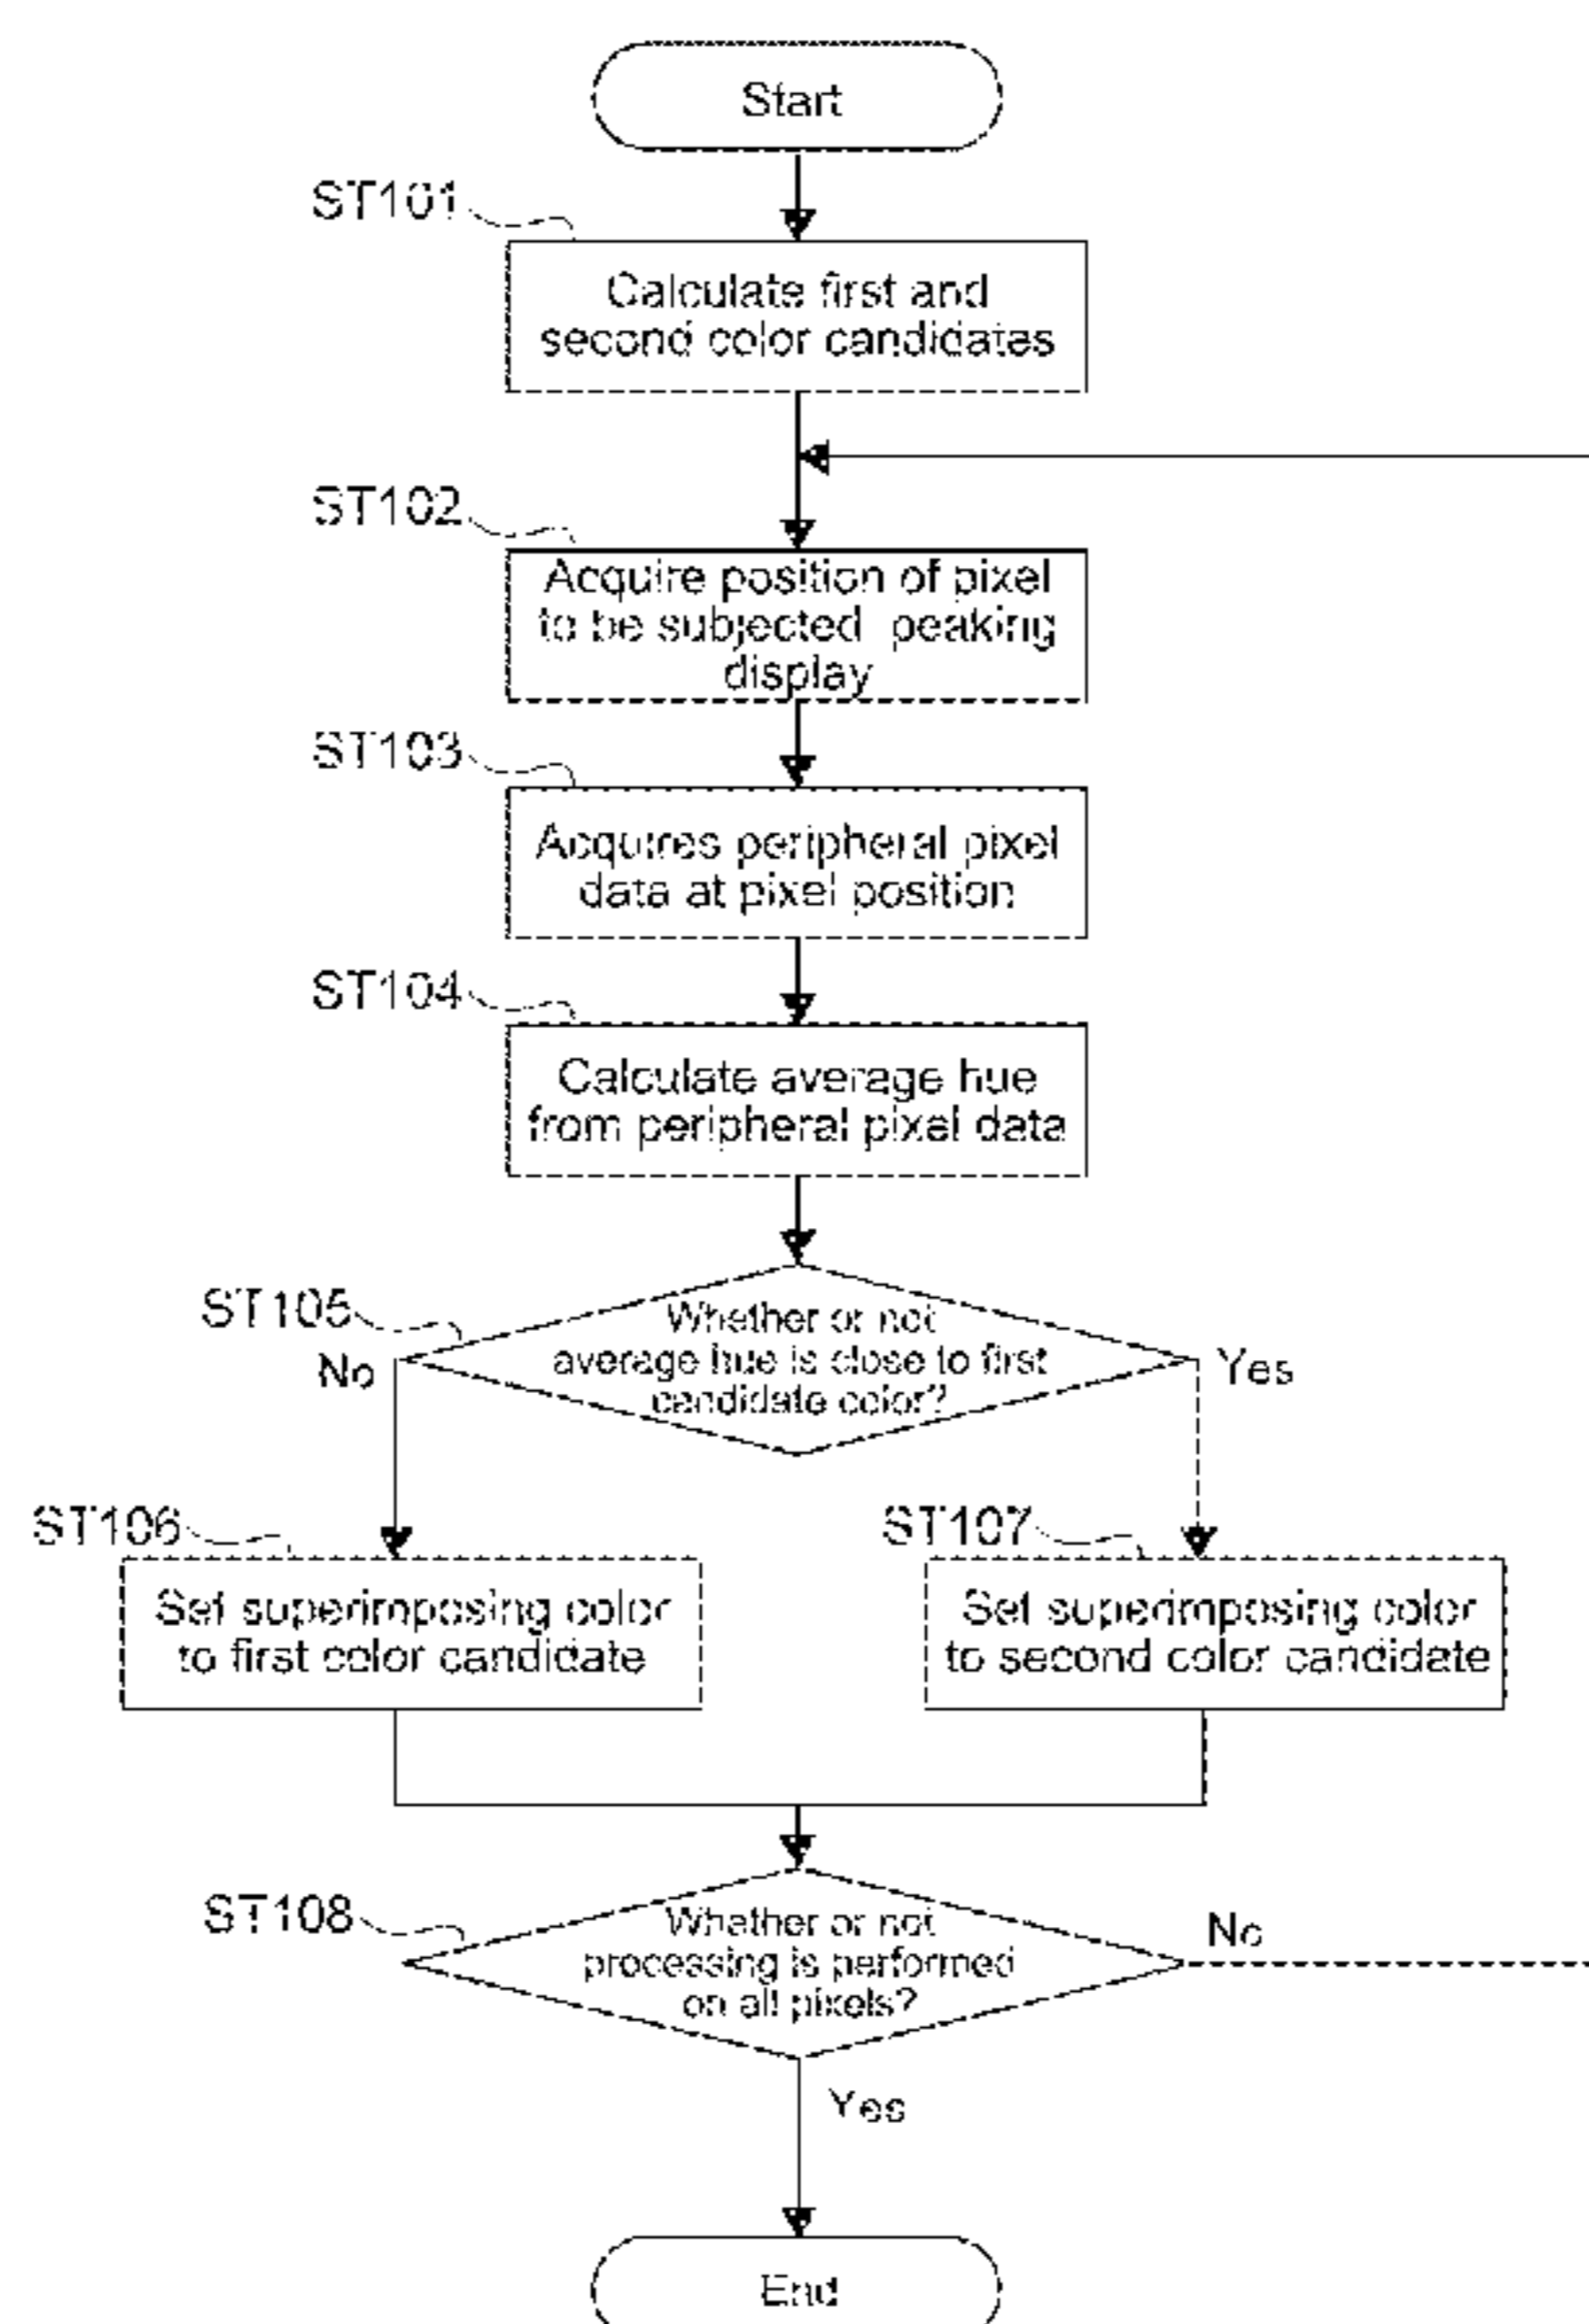 Start
ST101
Calculate first and
second color candidates
ST102
Acquire position of pixel
to be subjected peaking
display
ST103
Acquires peripheral pixel
data at pixel position
ST104
Calculate average hue
from peripheral pixel data
ST105
Whether or not
average hue is close to first
candidate color?
No
Yes
ST106
Set superimposing color
to first color candidate
ST107
Set superimposing color
to second color candidate
ST108
Whether or not
processing is performed
on all pixels?
No
Yes
End